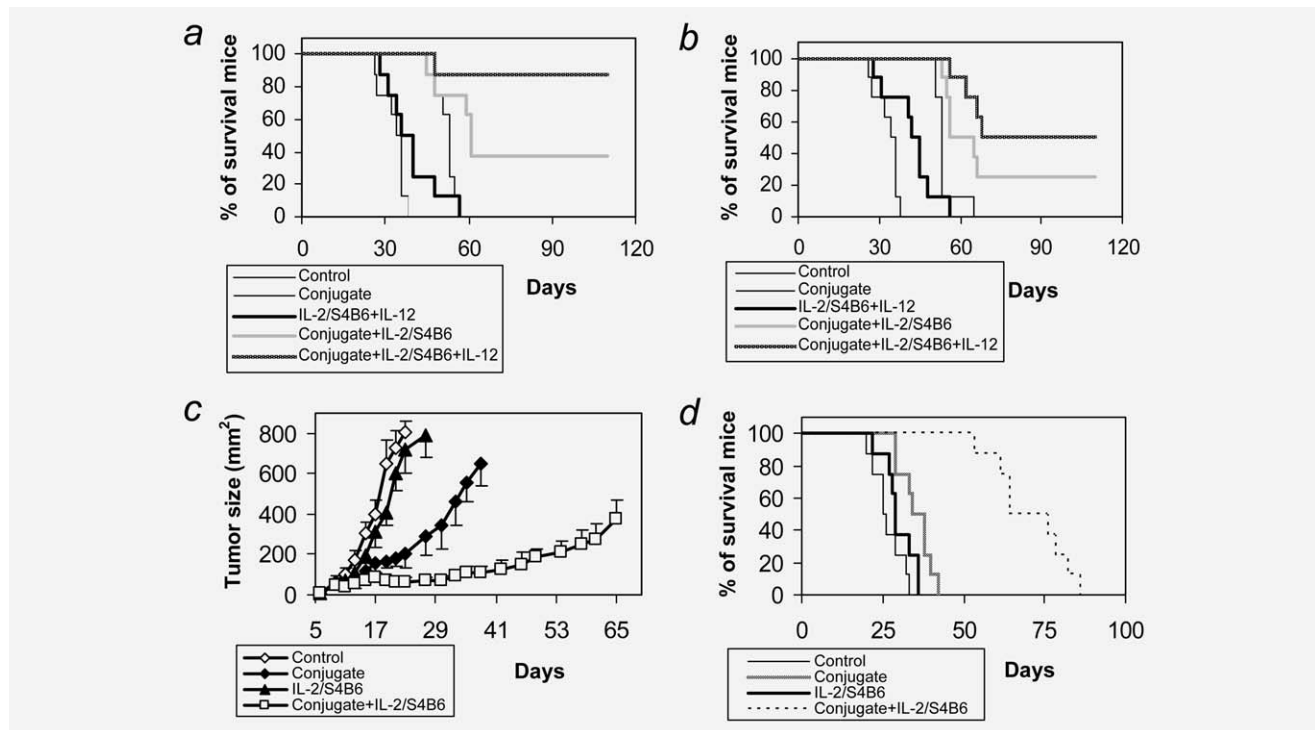 a
% of survival mice
100
80
60
40
20
0
0 30 60 90 120
Days
Control
Conjugate
IL-2/S4B6+IL-12
Conjugate+IL-2/S4B6
Conjugate+IL-2/S4B6+IL-12
b
% of survival mice
100
80
60
40
20
0
0 30 60 90 120
Days
Control
Conjugate
IL-2/S4B6+IL-12
Conjugate+IL-2/S4B6
Conjugate+IL-2/S4B6+IL-12
c
Tumor size (mm²)
800
600
400
200
0
5 17 29 41 53 65
Days
Control
Conjugate
IL-2/S4B6
Conjugate+IL-2/S4B6
d
% of survival mice
100
80
60
40
20
0
0 25 50 75 100
Days
Control
Conjugate
IL-2/S4B6
Conjugate+IL-2/S4B6